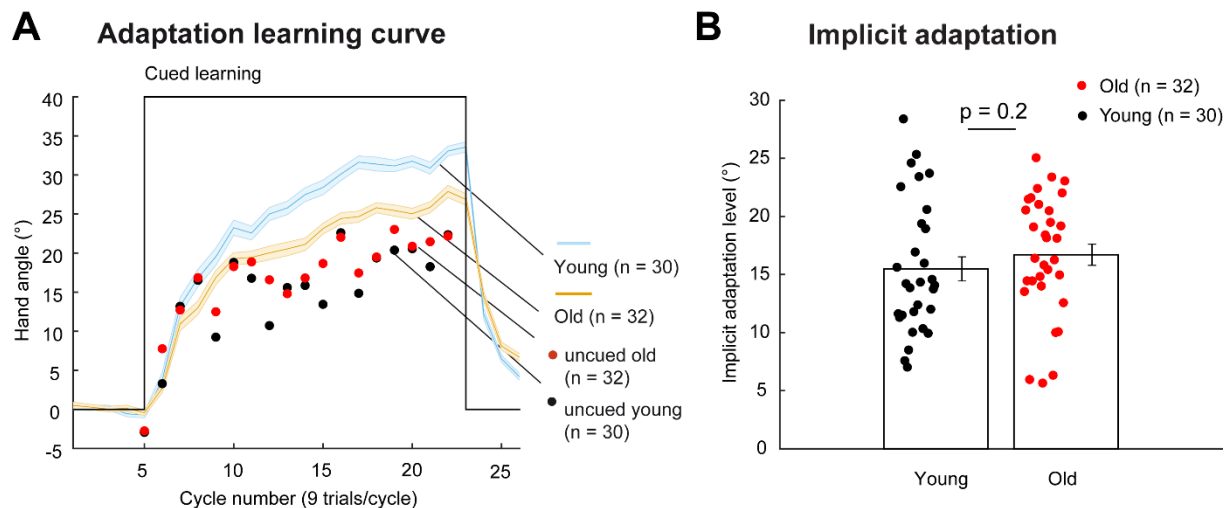 A Adaptation learning curve
Cued learning
Hand angle (°)
40
35
30
25
20
15
10
5
0
-5
5 10 15 20 25
Cycle number (9 trials/cycle)
Young (n = 30)
Old (n = 32)
uncued old
(n = 32)
uncued young
(n = 30)
B Implicit adaptation
Old (n = 32)
Young (n = 30)
p = 0.2
Implicit adaptation level (°)
30
25
20
15
10
5
0
Young Old